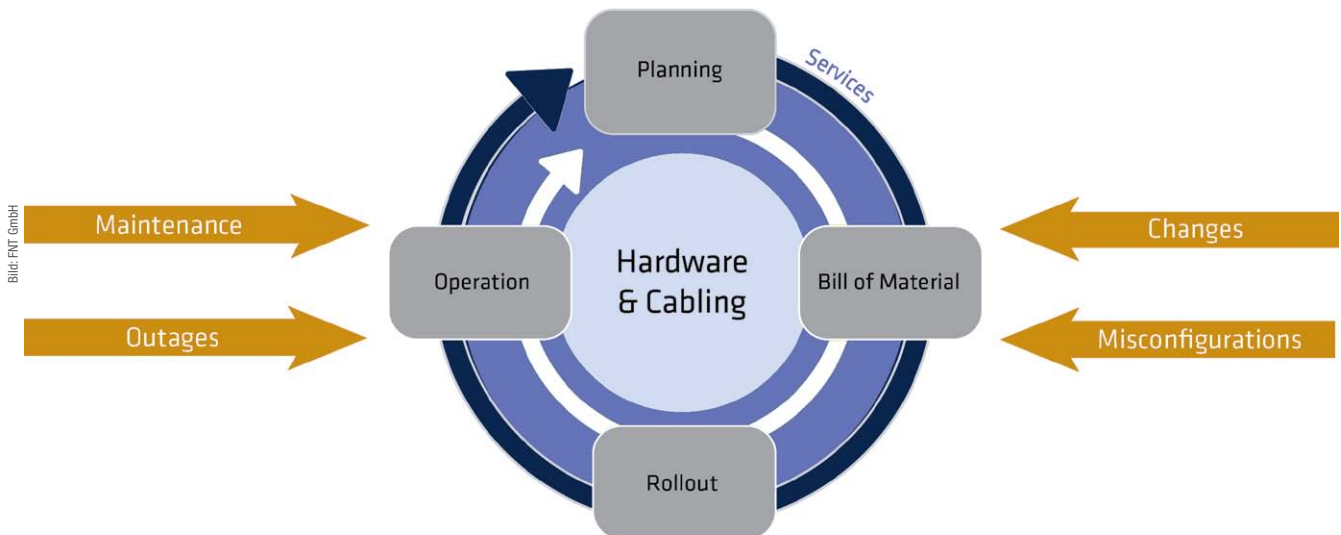 Planning
Services
Maintenance
Changes
Bild: FNT GmbH
Operation
Hardware
& Cabling
Bill of Material
Outages
Misconfigurations
Rollout